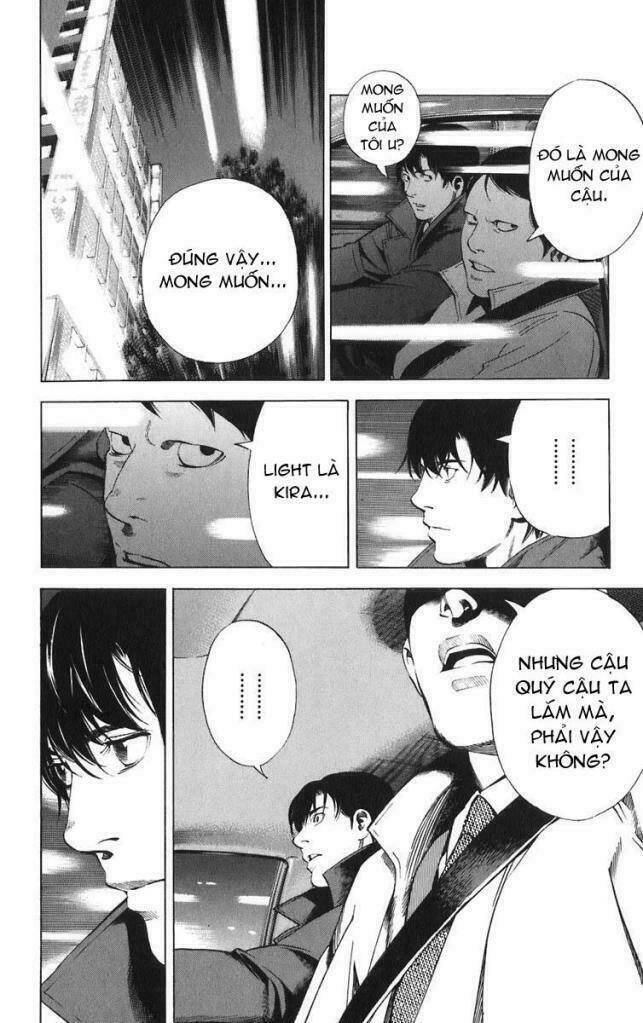 ĐÓ LÀ MONG
MUỐN CỦA
CẬU.
MONG
MUỐN
CỦA
TÔI Ư?
ĐÚNG VẬY...
MONG MUỐN...
.......
LIGHT LÀ
KIRA...
NHƯNG CẬU
QUÝ CẬU TA
LẮM MÀ,
PHẢI VẬY
KHÔNG?
.......